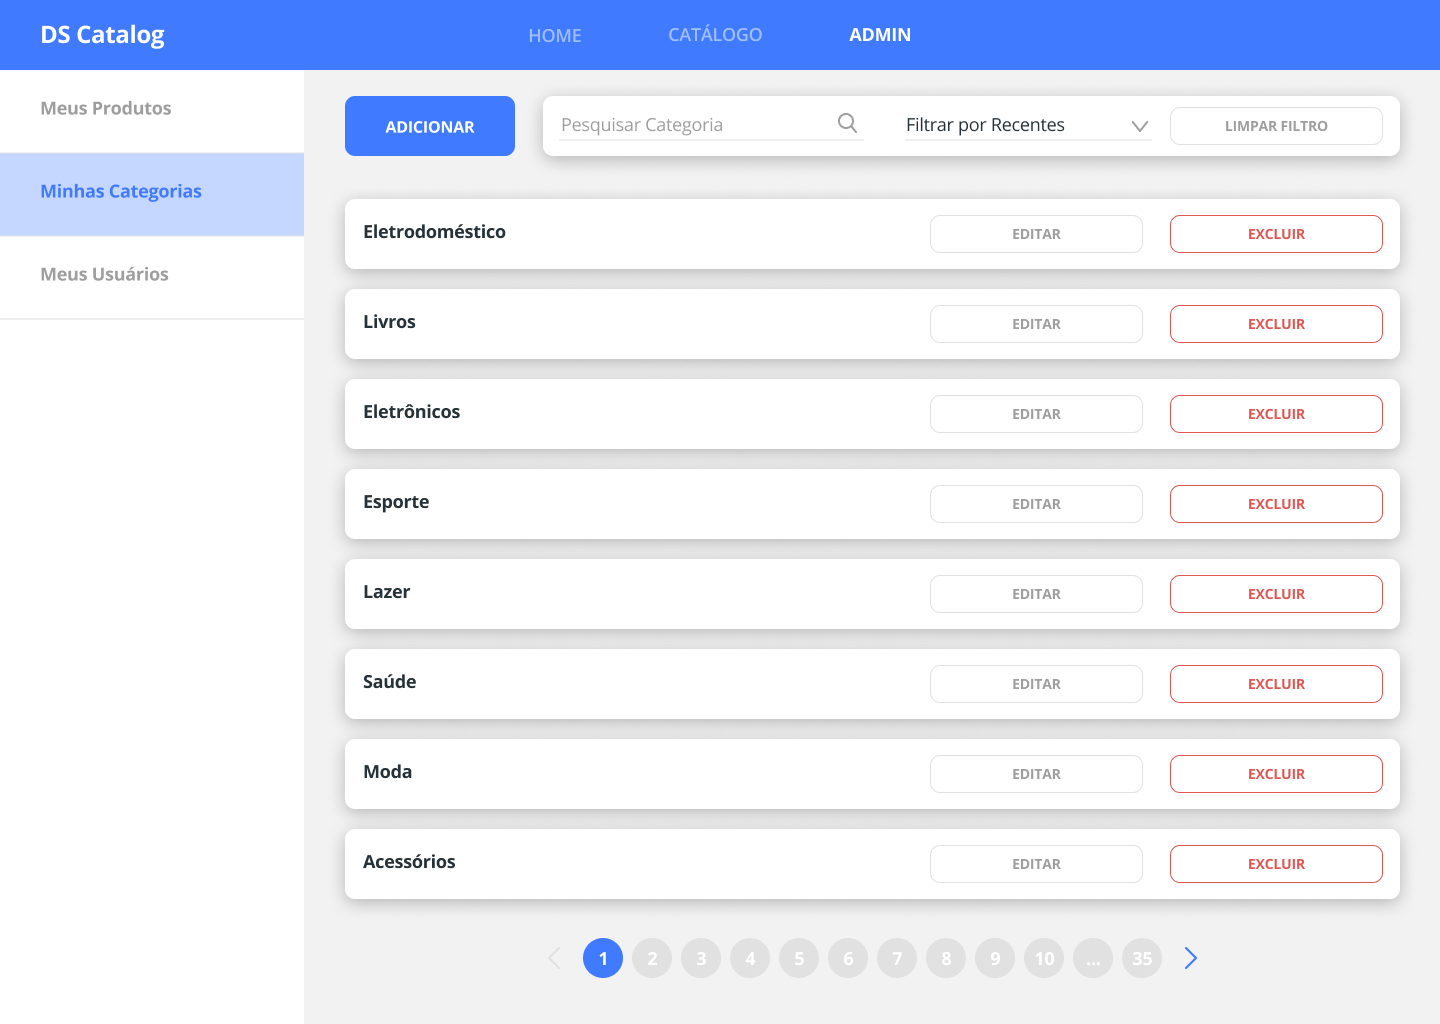 DS Catalog
HOME
CATÁLOGO
ADMIN
Meus Produtos
Minhas Categorias
Meus Usuários
ADICIONAR
Pesquisar Categoria
Filtrar por Recentes
LIMPAR FILTRO
Eletrodoméstico
EDITAR
EXCLUIR
Livros
EDITAR
EXCLUIR
Eletrônicos
EDITAR
EXCLUIR
Esporte
EDITAR
EXCLUIR
Lazer
EDITAR
EXCLUIR
Saúde
EDITAR
EXCLUIR
Moda
EDITAR
EXCLUIR
Acessórios
EDITAR
EXCLUIR
1 2 3 4 5 6 7 8 9 10 ... 35